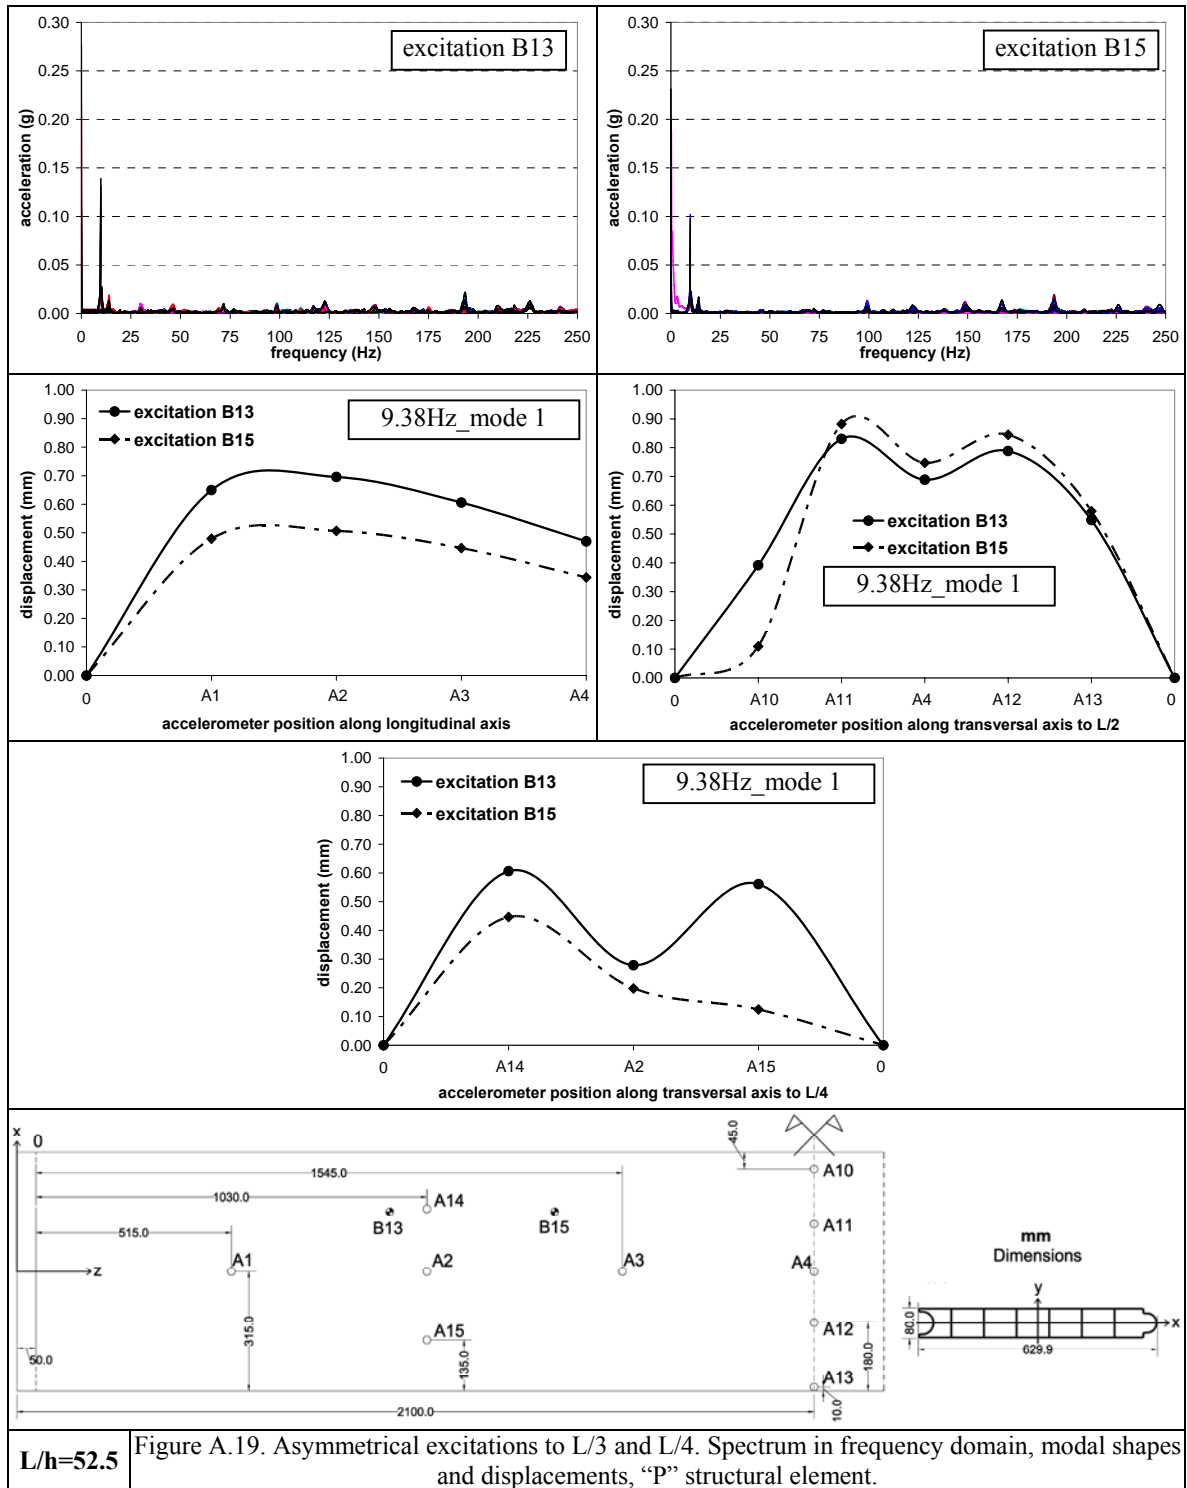 excitation B13
acceleration (g)
0.30
0.25
0.20
0.15
0.10
0.05
0.00
0 25 50 75 100 125 150 175 200 225 250
frequency (Hz)
excitation B15
acceleration (g)
0.30
0.25
0.20
0.15
0.10
0.05
0.00
0 25 50 75 100 125 150 175 200 225 250
frequency (Hz)
excitation B13
excitation B15
9.38Hz_mode 1
displacement (mm)
1.00
0.90
0.80
0.70
0.60
0.50
0.40
0.30
0.20
0.10
0.00
0 A1 A2 A3 A4
accelerometer position along longitudinal axis
displacement (mm)
1.00
0.90
0.80
0.70
0.60
0.50
0.40
0.30
0.20
0.10
0.00
excitation B13
excitation B15
9.38Hz_mode 1
0 A10 A11 A4 A12 A13 0
accelerometer position along transversal axis to L/2
excitation B13
excitation B15
9.38Hz_mode 1
displacement (mm)
1.00
0.90
0.80
0.70
0.60
0.50
0.40
0.30
0.20
0.10
0.00
0 A14 A2 A15 0
accelerometer position along transversal axis to L/4
x 0
45.0
1545.0
A10
1030.0
A14
B13 B15
A11
515.0
A1 A2 A3 A4
z
mm
Dimensions
y
x
80.0
629.9
315.0
A15
135.0
A12
180.0
50.0
A13
10.0
2100.0
L/h=52.5
Figure A.19. Asymmetrical excitations to L/3 and L/4. Spectrum in frequency domain, modal shapes
and displacements, “P” structural element.